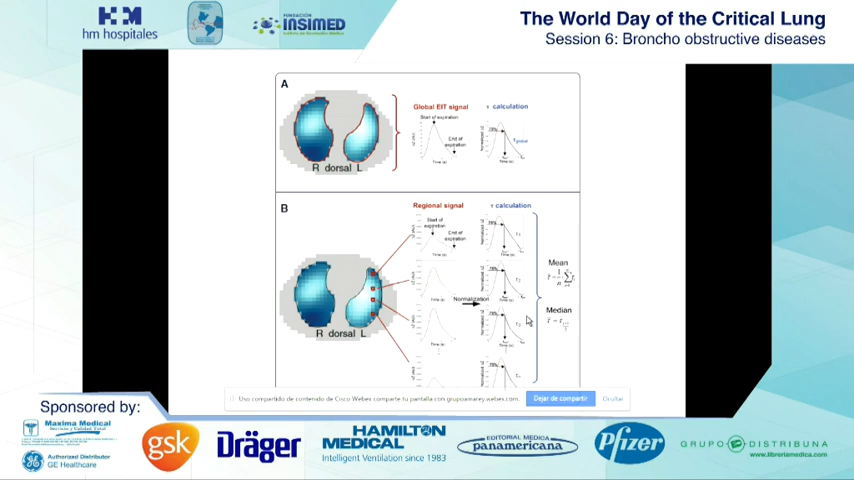 hm hospitales
FUNDACIÓN
INSIMED
The World Day of the Critical Lung
Session 6: Broncho obstructive diseases
A
Global EIT signal
τ calculation
Start of expiration
End of
expiration
Time (s)
R dorsal L
B
Regional signal
τ calculation
Start of
expiration
End of
expiration
Time (s)
Normalization
Mean
Median
R dorsal L
Uso compartido de contenido de Cisco Webex comparte tu pantalla con grupoamarey.webex.com.
Dejar de compartir
Ocultar
Sponsored by:
Maxima Medical
Authorized Distributor
GE Healthcare
gsk
Dräger
HAMILTON
MEDICAL
Intelligent Ventilation since 1983
EDITORIAL MEDICA
panamericana
Pfizer
GRUPO DISTRIBUNA
www.libreriamedica.com